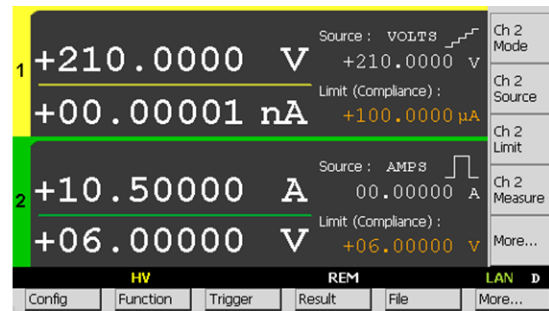 1
+210.0000 V
+00.00001 nA
Source : VOLTS
+210.0000 V
Limit (Compliance) :
+100.0000 µA
2
+10.50000 A
+06.00000 V
Source : AMPS
00.00000 A
Limit (Compliance) :
+06.00000 V
Ch 2
Mode
Ch 2
Source
Ch 2
Limit
Ch 2
Measure
More...
HV REM LAN D
Config Function Trigger Result File More...